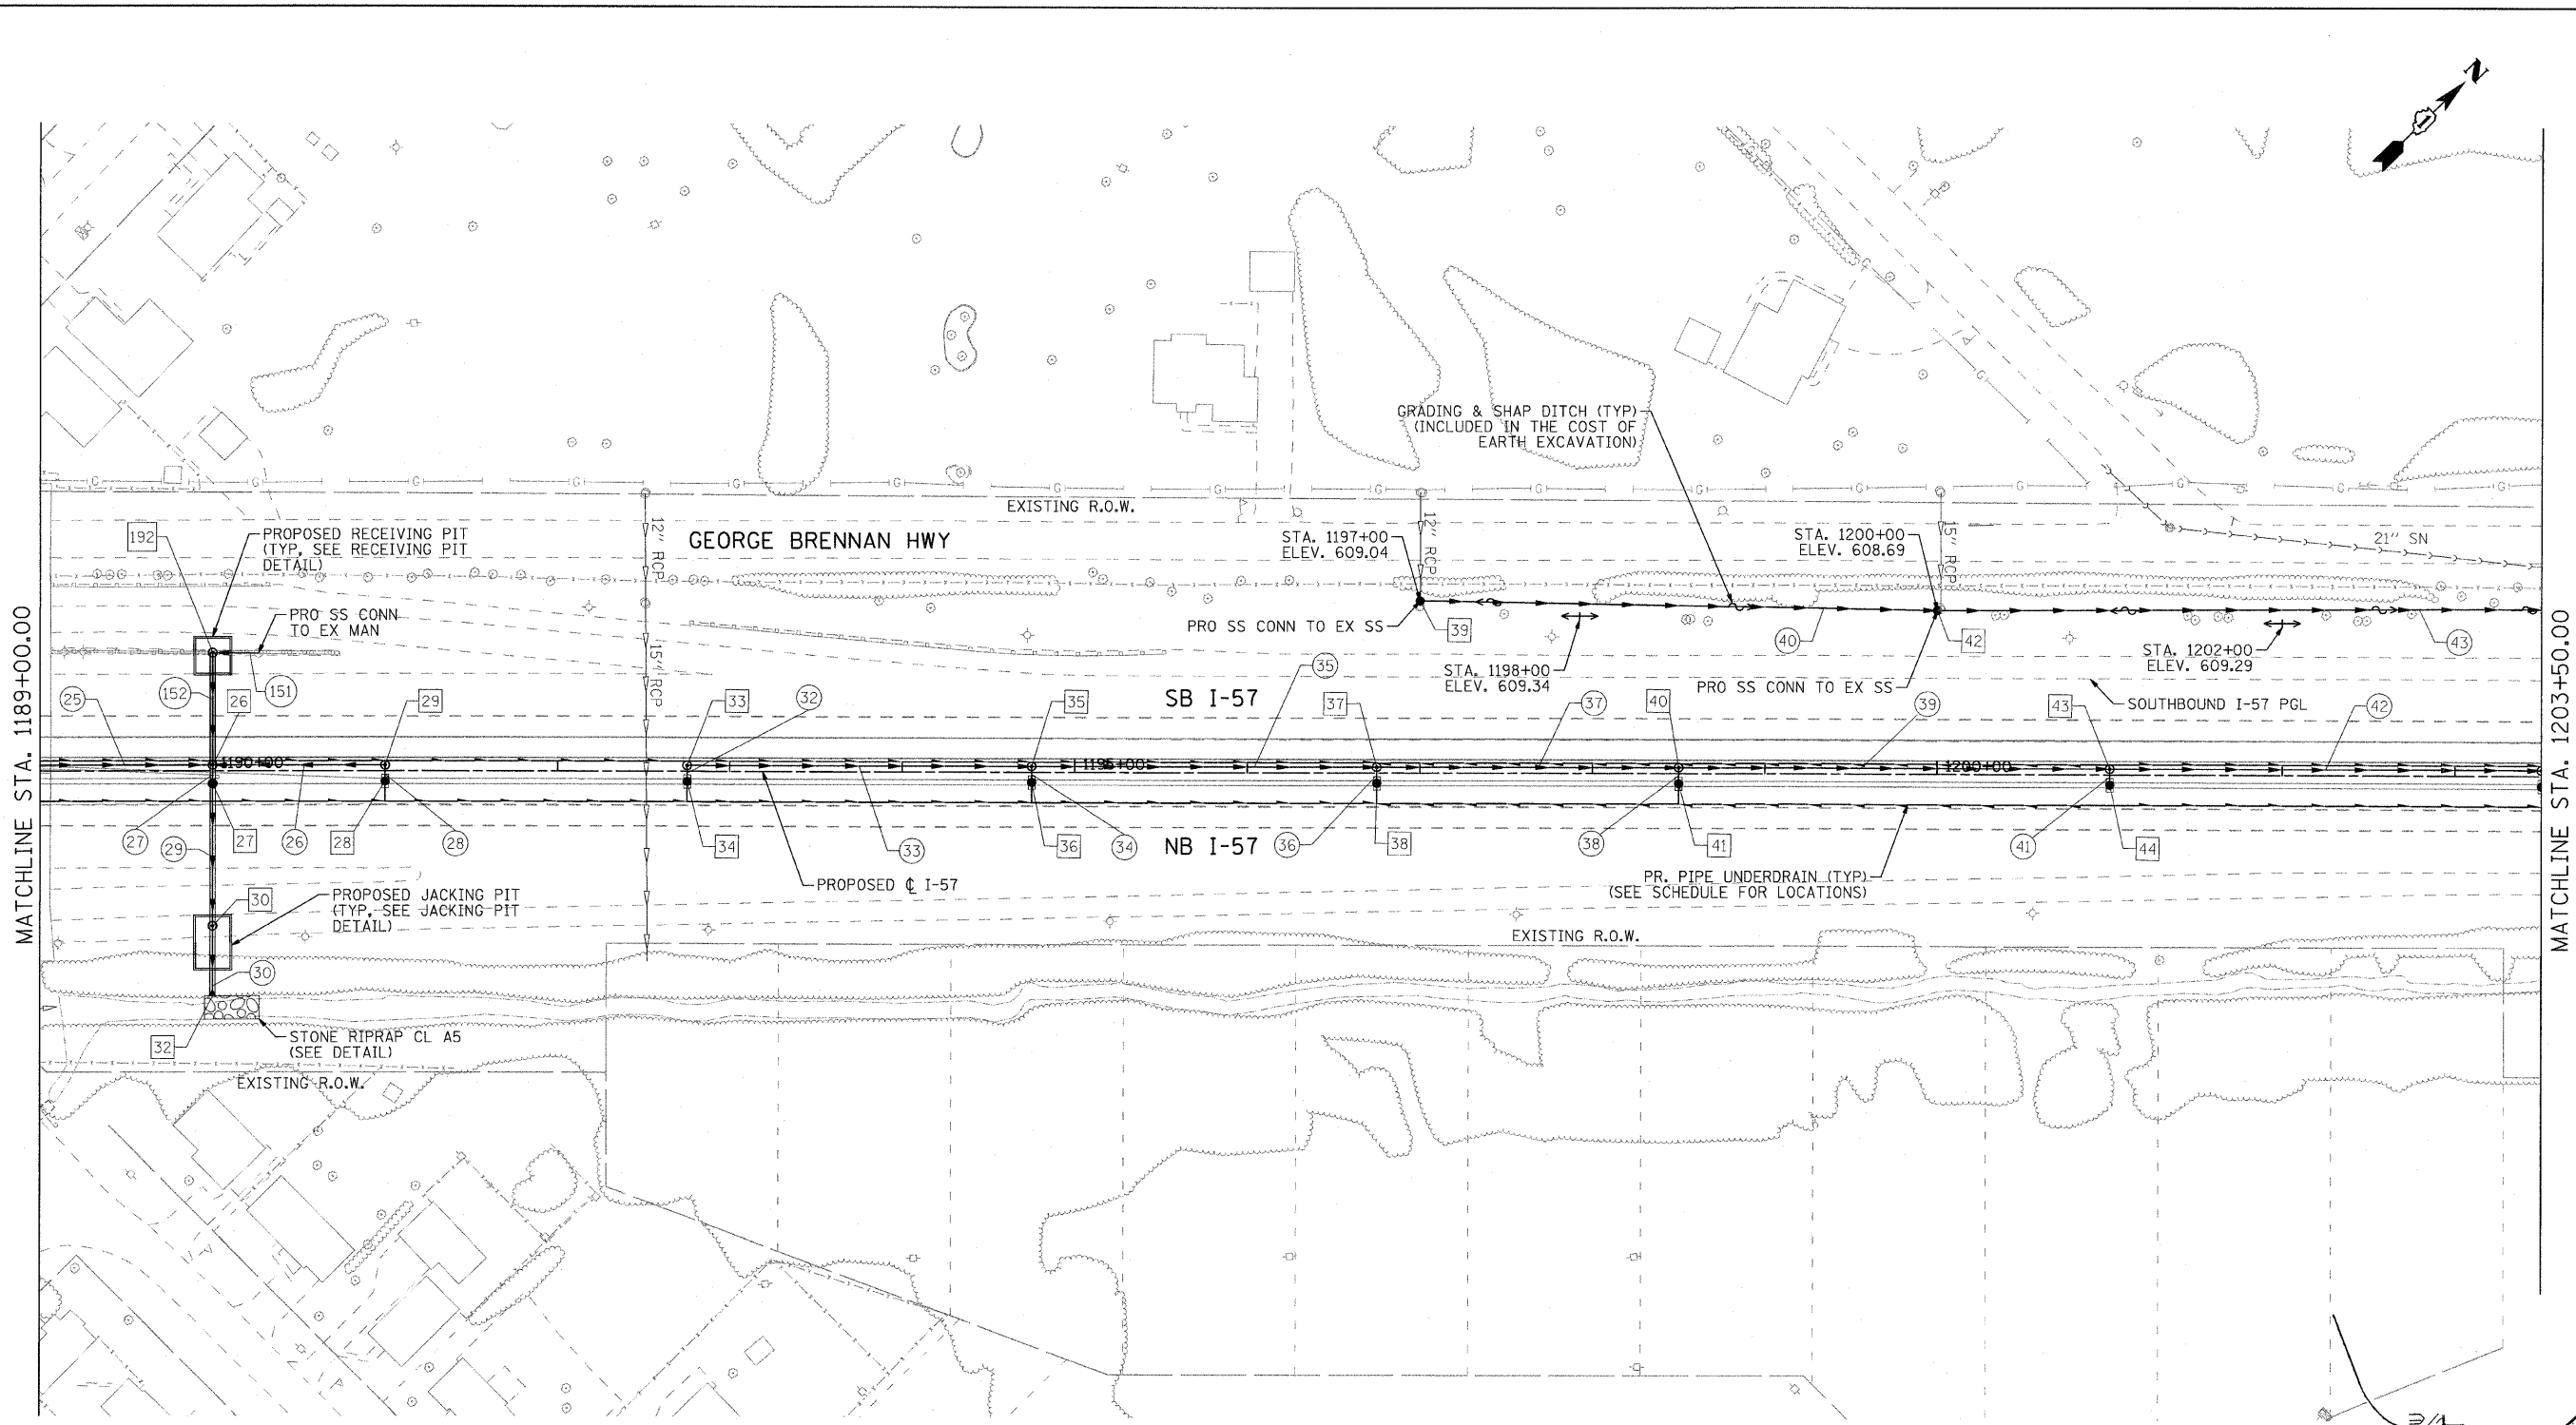 N
1
GRADING & SHAP DITCH (TYP)
(INCLUDED IN THE COST OF
EARTH EXCAVATION)
G G G G G G G G G G G G G G G G
EXISTING R.O.W.
192
PROPOSED RECEIVING PIT
(TYP. SEE RECEIVING PIT
DETAIL)
12" RCP
GEORGE BRENNAN HWY
STA. 1197+00
ELEV. 609.04
12" RCP
STA. 1200+00
ELEV. 608.69
15" RCP
21" SN
PRO SS CONN
TO EX MAN
PRO SS CONN TO EX SS
39
40
42
43
STA. 1198+00
ELEV. 609.34
STA. 1202+00
ELEV. 609.29
PRO SS CONN TO EX SS
15" RCP
25
152
26
151
29
33
32
35
SB I-57
35
37
37
40
39
43
SOUTHBOUND I-57 PGL
42
MATCHLINE STA. 1189+00.00
1190+00
1195+00
1200+00
MATCHLINE STA. 1203+50.00
27
29
27
26
28
28
34
33
36
34
NB I-57
36
38
38
41
41
44
PROPOSED ℄ I-57
PR. PIPE UNDERDRAIN (TYP)
(SEE SCHEDULE FOR LOCATIONS)
30
PROPOSED JACKING PIT
(TYP. SEE JACKING PIT
DETAIL)
EXISTING R.O.W.
30
32
STONE RIPRAP CL A5
(SEE DETAIL)
EXISTING R.O.W.